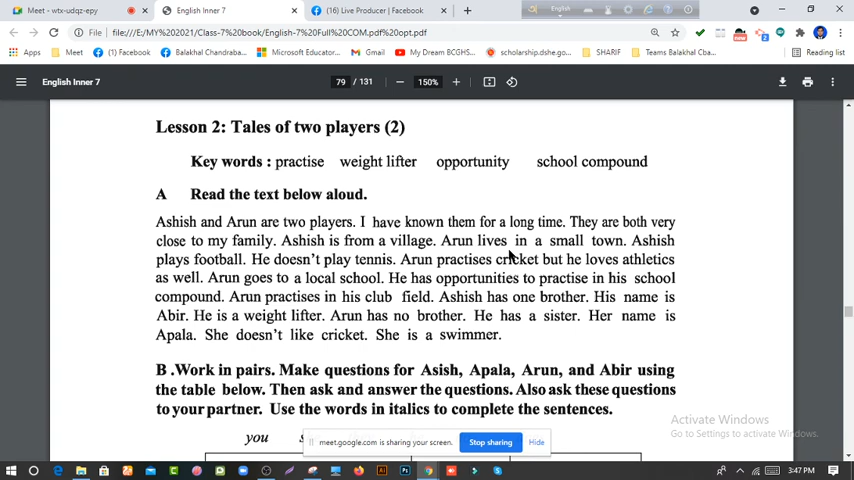 Meet - wtx-udqz-epy
English Inner 7
(16) Live Producer | Facebook
English
File | file:///E:/MY%202021/Class-7%20book/English-7%20Full%20COM.pdf%20opt.pdf
Apps
Meet
(1) Facebook
Balakhal Chandraba...
Microsoft Educator...
Gmail
My Dream BCGHS...
scholarship.dshe.go...
SHARIF
Teams Balakhal Cba...
Reading list
English Inner 7
79 / 131
150%
Lesson 2: Tales of two players (2)
Key words : practise weight lifter opportunity school compound
A Read the text below aloud.
Ashish and Arun are two players. I have known them for a long time. They are both very
close to my family. Ashish is from a village. Arun lives in a small town. Ashish
plays football. He doesn't play tennis. Arun practises cricket but he loves athletics
as well. Arun goes to a local school. He has opportunities to practise in his school
compound. Arun practises in his club field. Ashish has one brother. His name is
Abir. He is a weight lifter. Arun has no brother. He has a sister. Her name is
Apala. She doesn't like cricket. She is a swimmer.
B .Work in pairs. Make questions for Asish, Apala, Arun, and Abir using
the table below. Then ask and answer the questions. Also ask these questions
to your partner. Use the words in italics to complete the sentences.
you
meet.google.com is sharing your screen.
Stop sharing
Hide
Activate Windows
Go to Settings to activate Windows.
3:47 PM